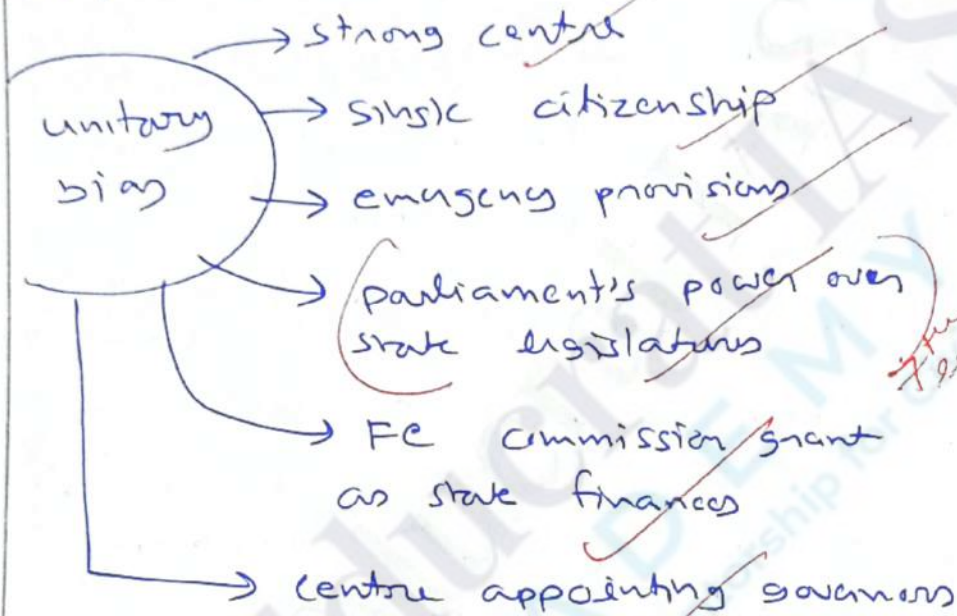 unitary
bias
strong centre
single citizenship
emergency provisions
parliament's power over
state legislatures
FC commission grant
as state finances
centre appointing governors